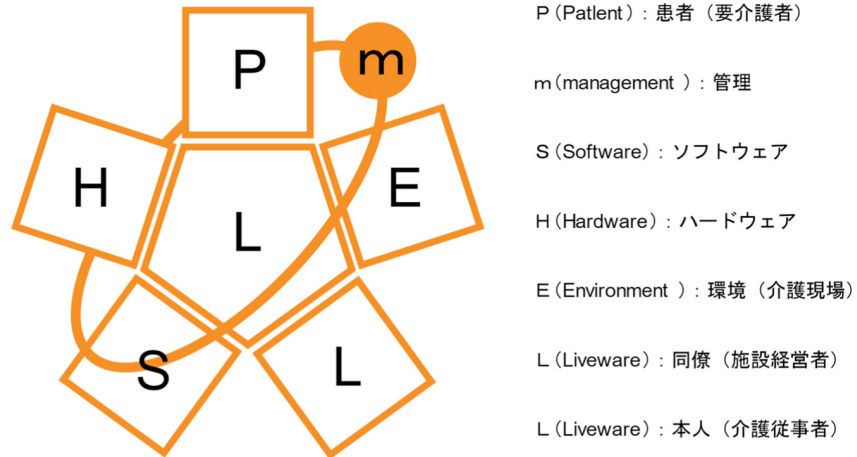 P
m
H
E
L
S
L
P(Patlent)：患者（要介護者）
m(management )：管理
S(Software)：ソフトウェア
H(Hardware)：ハードウェア
E(Environment )：環境（介護現場）
L(Liveware)：同僚（施設経営者）
L(Liveware)：本人（介護従事者）